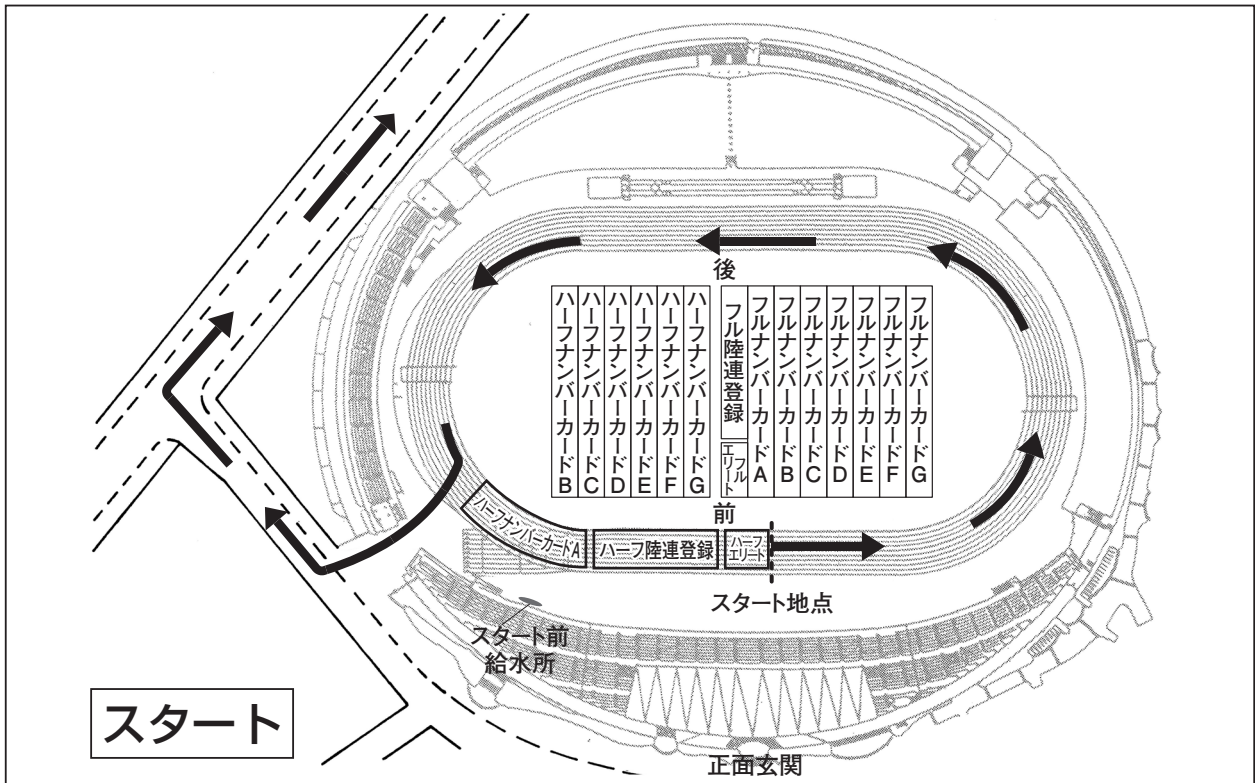 後
ハーフナンバーカードB
ハーフナンバーカードC
ハーフナンバーカードD
ハーフナンバーカードE
ハーフナンバーカードF
ハーフナンバーカードG
フル陸連登録
フル
エリート
フルナンバーカードA
フルナンバーカードB
フルナンバーカードC
フルナンバーカードD
フルナンバーカードE
フルナンバーカードF
フルナンバーカードG
前
ハーフナンバーカードA
ハーフ陸連登録
ハーフ
エリート
スタート地点
スタート前
給水所
スタート
正面玄関